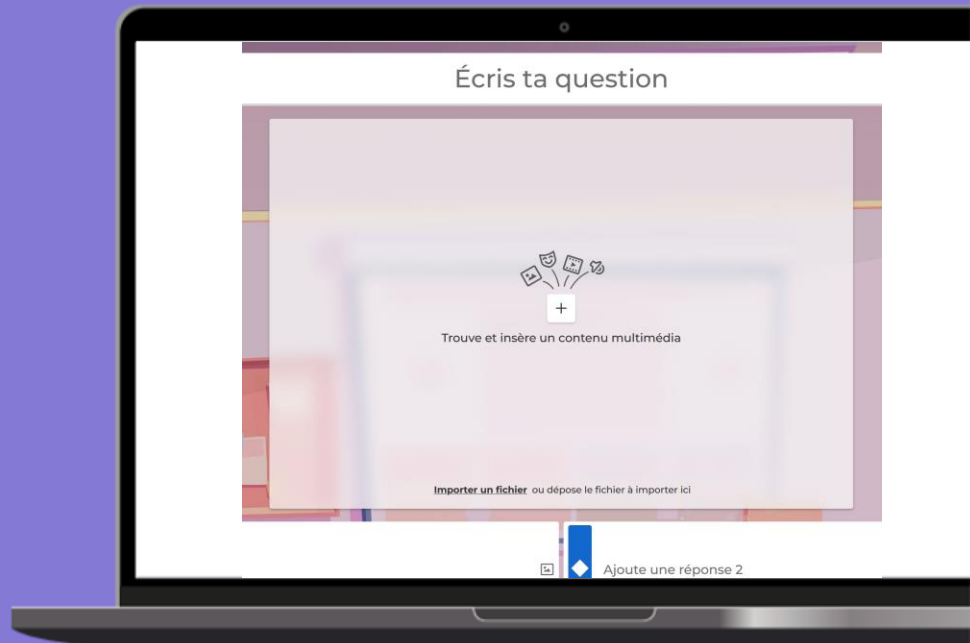 Écris ta question
Trouve et insère un contenu multimédia
Importer un fichier ou dépose le fichier à importer ici
Ajoute une réponse 2